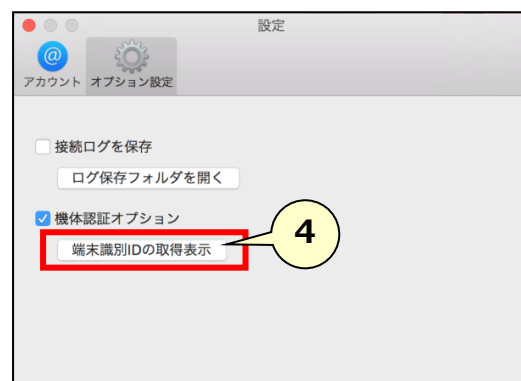 設定
アカウント オプション設定
接続ログを保存
ログ保存フォルダを開く
機体認証オプション
端末識別IDの取得表示
4